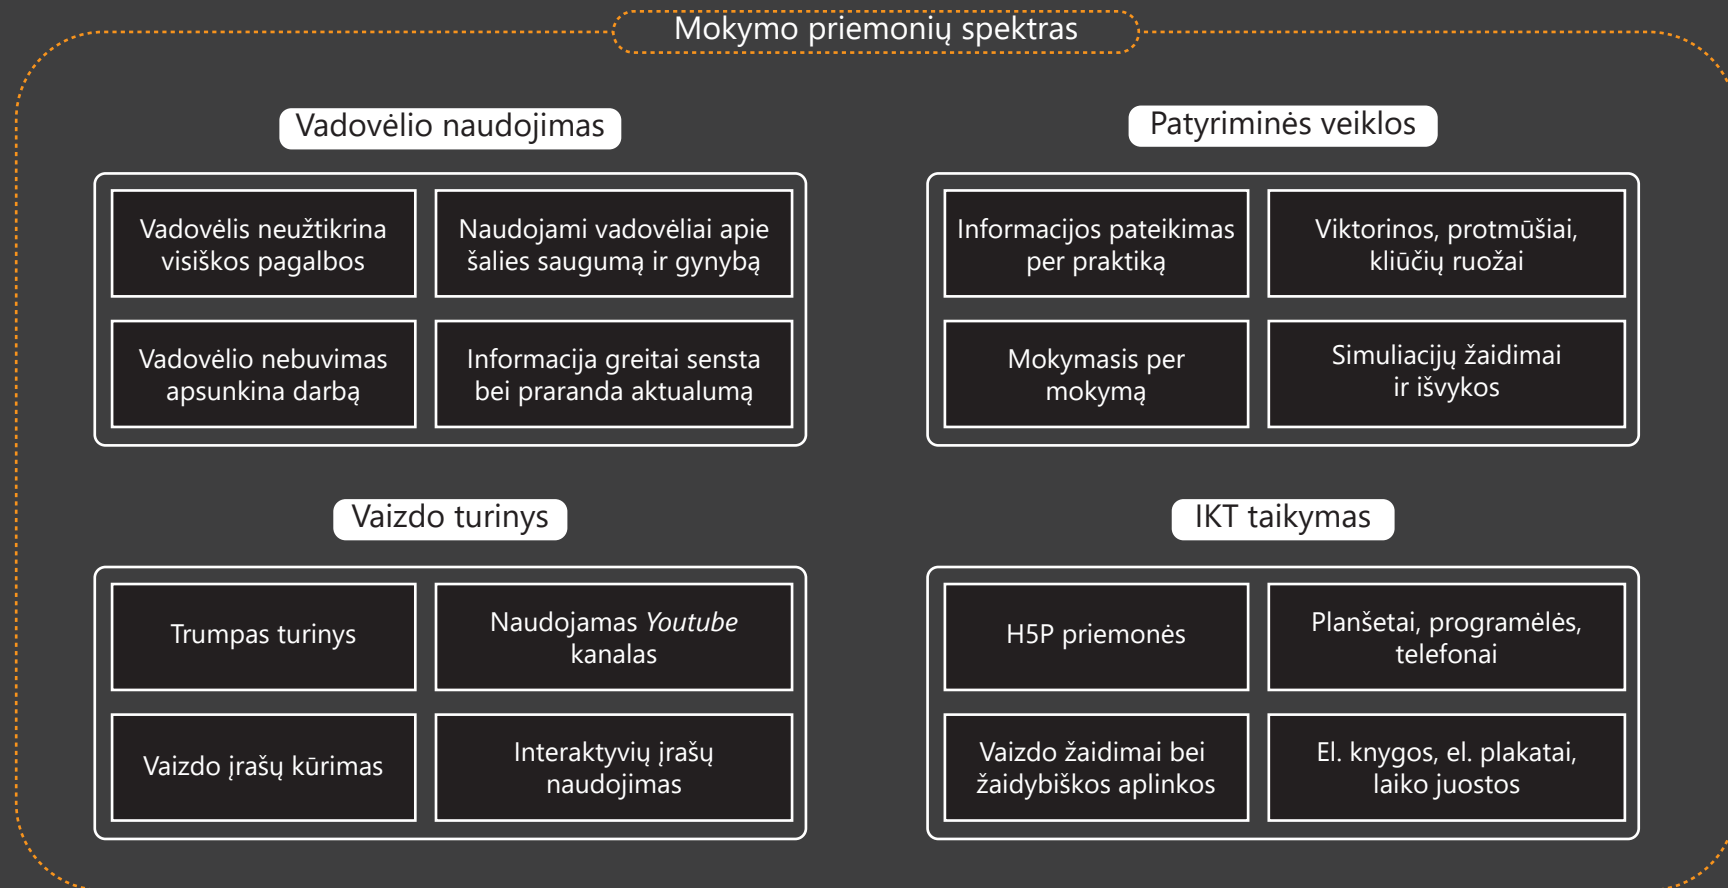 Mokymo priemonių spektras
Vadovėlio naudojimas
Vadovėlis neužtikrina
visiškos pagalbos
Naudojami vadovėliai apie
šalies saugumą ir gynybą
Vadovėlio nebuvimas
apsunkina darbą
Informacija greitai sensta
bei praranda aktualumą
Patyriminės veiklos
Informacijos pateikimas
per praktiką
Viktorinos, protmūšiai,
kliūčių ruožai
Mokymasis per
mokymą
Simuliacijų žaidimai
ir išvykos
Vaizdo turinys
Trumpas turinys
Naudojamas Youtube
kanalas
Vaizdo įrašų kūrimas
Interaktyvių įrašų
naudojimas
IKT taikymas
H5P priemonės
Planšetai, programėlės,
telefonai
Vaizdo žaidimai bei
žaidybiškos aplinkos
El. knygos, el. plakatai,
laiko juostos